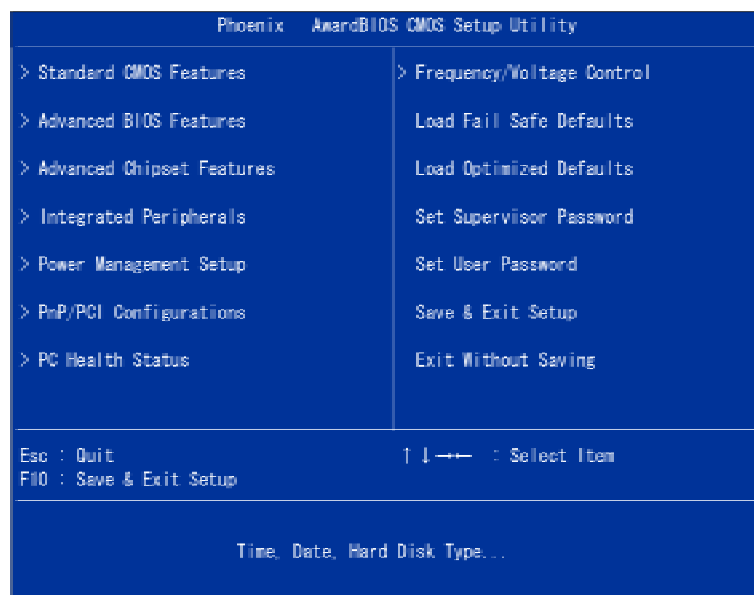 Phoenix AwardBIOS CMOS Setup Utility
> Standard CMOS Features
> Advanced BIOS Features
> Advanced Chipset Features
> Integrated Peripherals
> Power Management Setup
> PnP/PCI Configurations
> PC Health Status
> Frequency/Voltage Control
Load Fail Safe Defaults
Load Optimized Defaults
Set Supervisor Password
Set User Password
Save & Exit Setup
Exit Without Saving
Esc : Quit
F10 : Save & Exit Setup
↑↓→← : Select Item
Time, Date, Hard Disk Type...